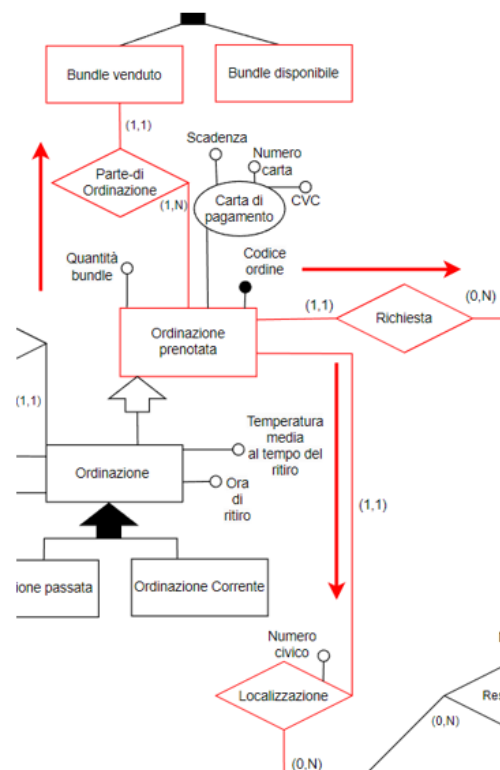 Bundle venduto
Bundle disponibile
(1,1)
Scadenza
Numero
carta
CVC
Parte-di
Ordinazione
(1,N)
Carta di
pagamento
Quantità
bundle
Codice
ordine
(1,1)
(0,N)
Ordinazione
prenotata
Richiesta
(1,1)
Temperatura
media
al tempo del
ritiro
Ordinazione
Ora
di
ritiro
(1,1)
ione passata
Ordinazione Corrente
Numero
civico
Localizzazione
Res
(0,N)
(0,N)